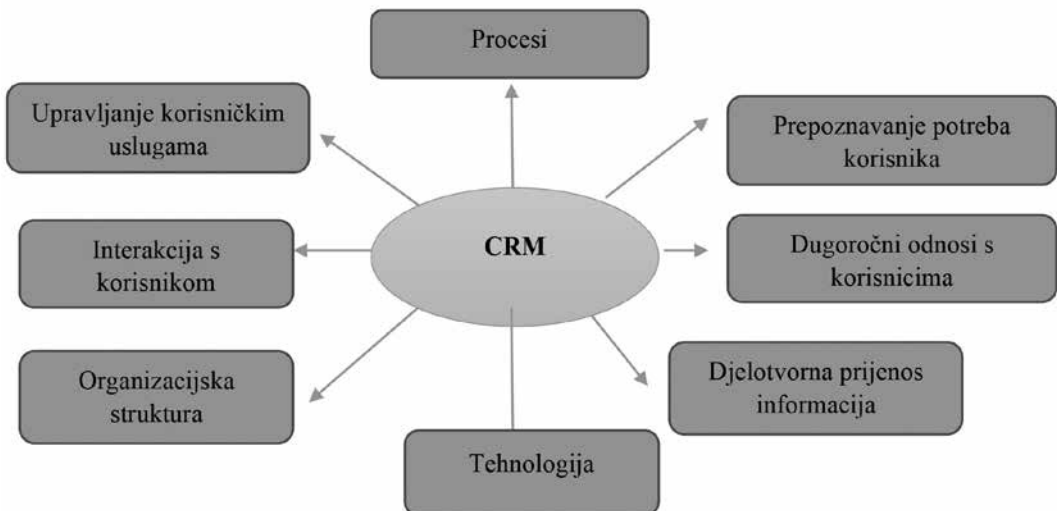 Procesi
Upravljanje korisničkim
uslugama
Prepoznavanje potreba
korisnika
Interakcija s
korisnikom
CRM
Dugoročni odnosi s
korisnicima
Organizacijska
struktura
Djelotvorna prijenos
informacija
Tehnologija